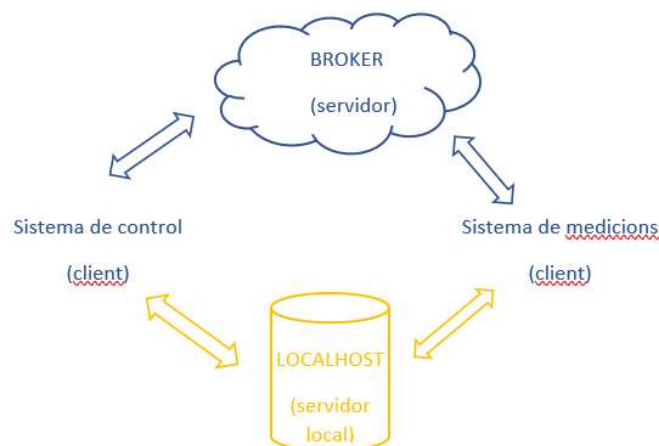 BROKER
(servidor)
Sistema de control
(client)
Sistema de medicions
(client)
LOCALHOST
(servidor
local)